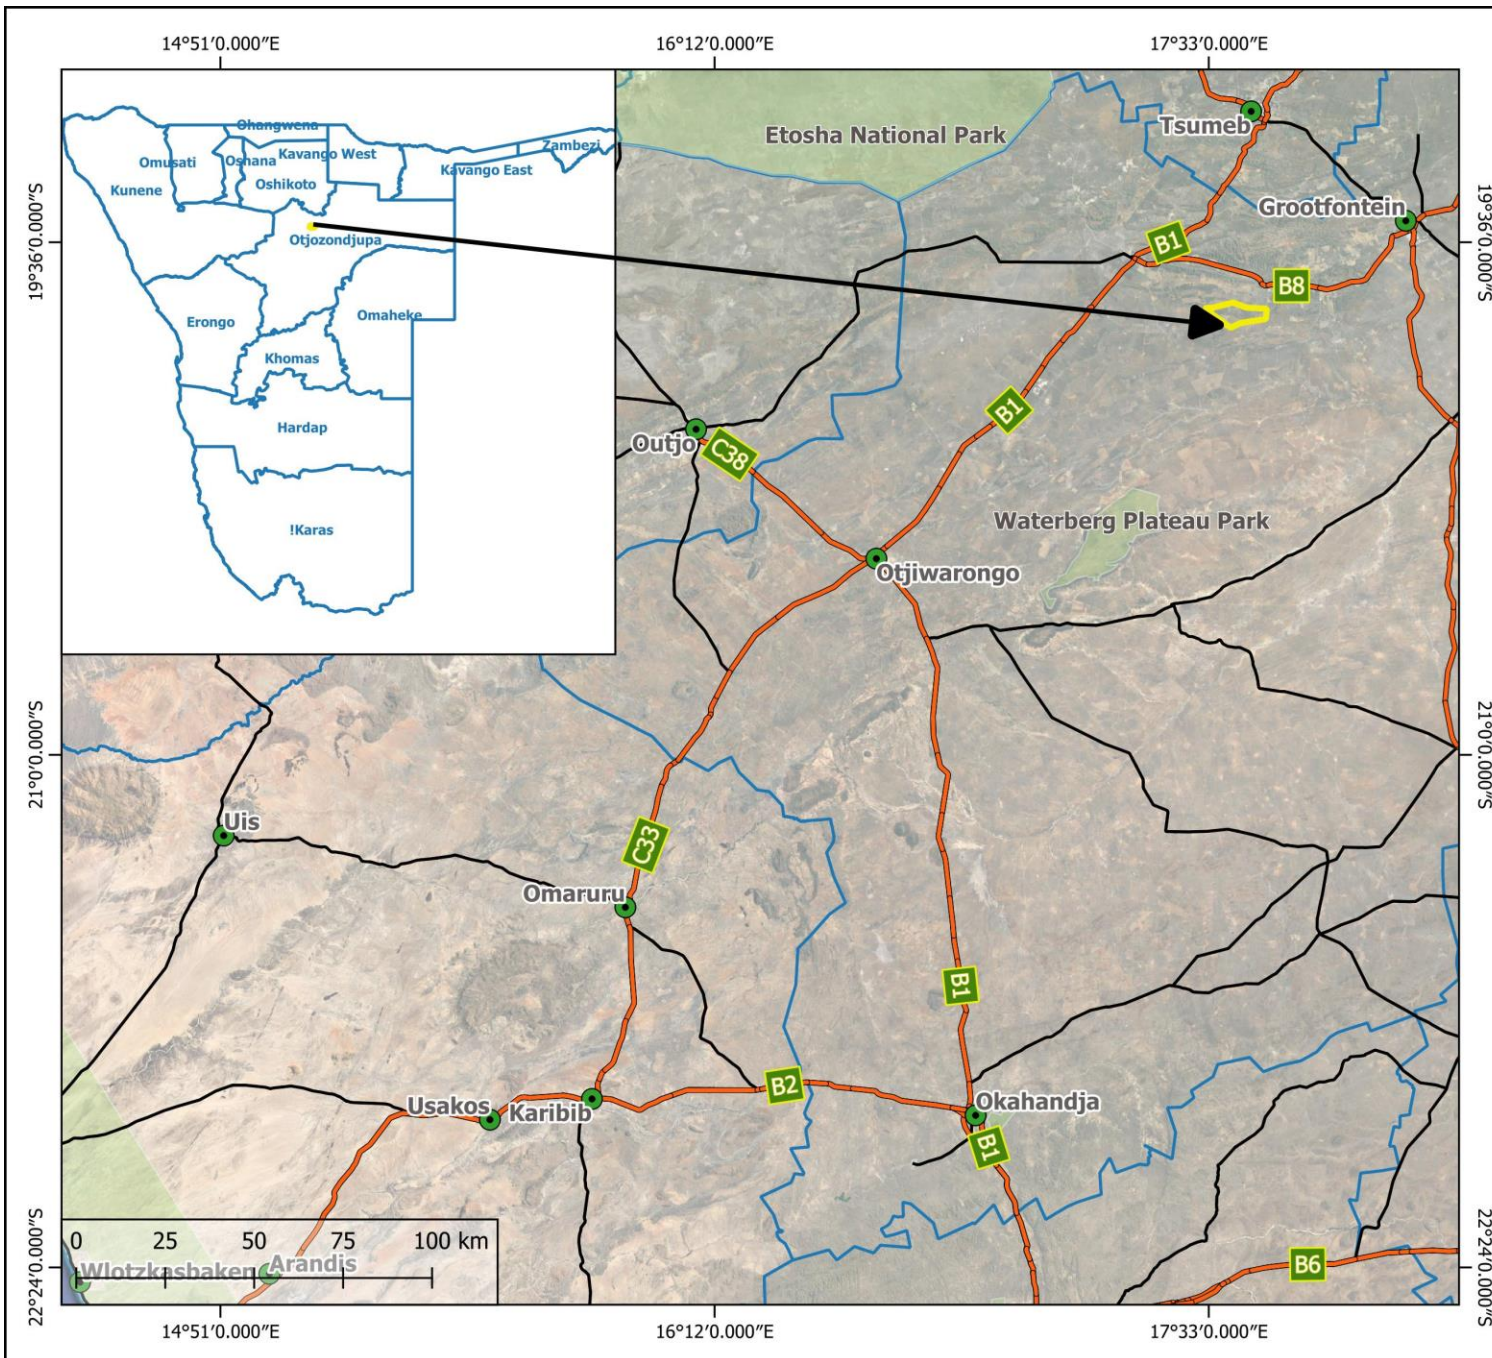 14°51′0.000″E
16°12′0.000″E
17°33′0.000″E
Ohangwena
Omusati
Oshana
Kavango West
Zambezi
Kunene
Oshikoto
Kavango East
Otjozondjupa
Erongo
Omaheke
Khomas
Hardap
!Karas
Etosha National Park
Tsumeb
Grootfontein
B1
B8
B1
Outjo
C38
Waterberg Plateau Park
Otjiwarongo
Uis
C33
Omaruru
B1
B2
Usakos
Karibib
Okahandja
B1
B6
0 25 50 75 100 km
Wlotzkasbaken
Arandis
19°36′0.000″S
21°0′0.000″S
22°24′0.000″S
19°36′0.000″S
21°0′0.000″S
22°24′0.000″S
14°51′0.000″E
16°12′0.000″E
17°33′0.000″E